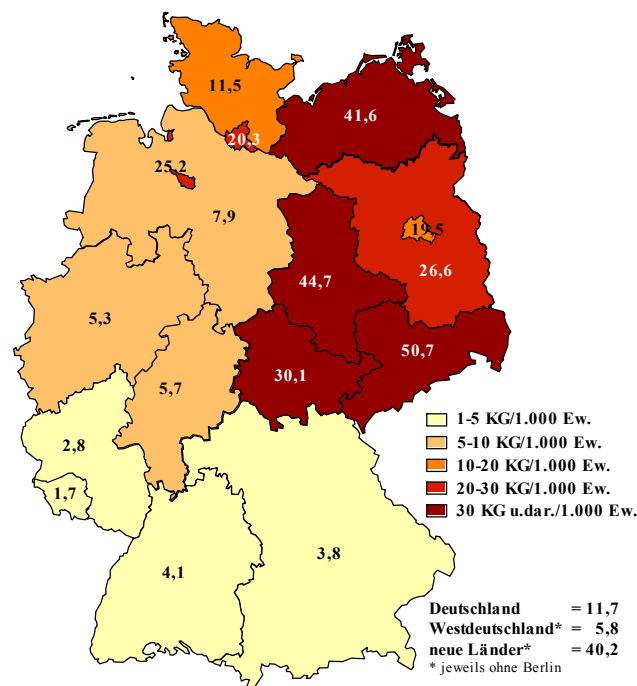 11,5
41,6
20,3
25,2
7,9
19,5
26,6
44,7
5,3
50,7
30,1
5,7
2,8
1,7
3,8
4,1
1-5 KG/1.000 Ew.
5-10 KG/1.000 Ew.
10-20 KG/1.000 Ew.
20-30 KG/1.000 Ew.
30 KG u.dar./1.000 Ew.
Deutschland = 11,7
Westdeutschland* = 5,8
neue Länder* = 40,2
* jeweils ohne Berlin